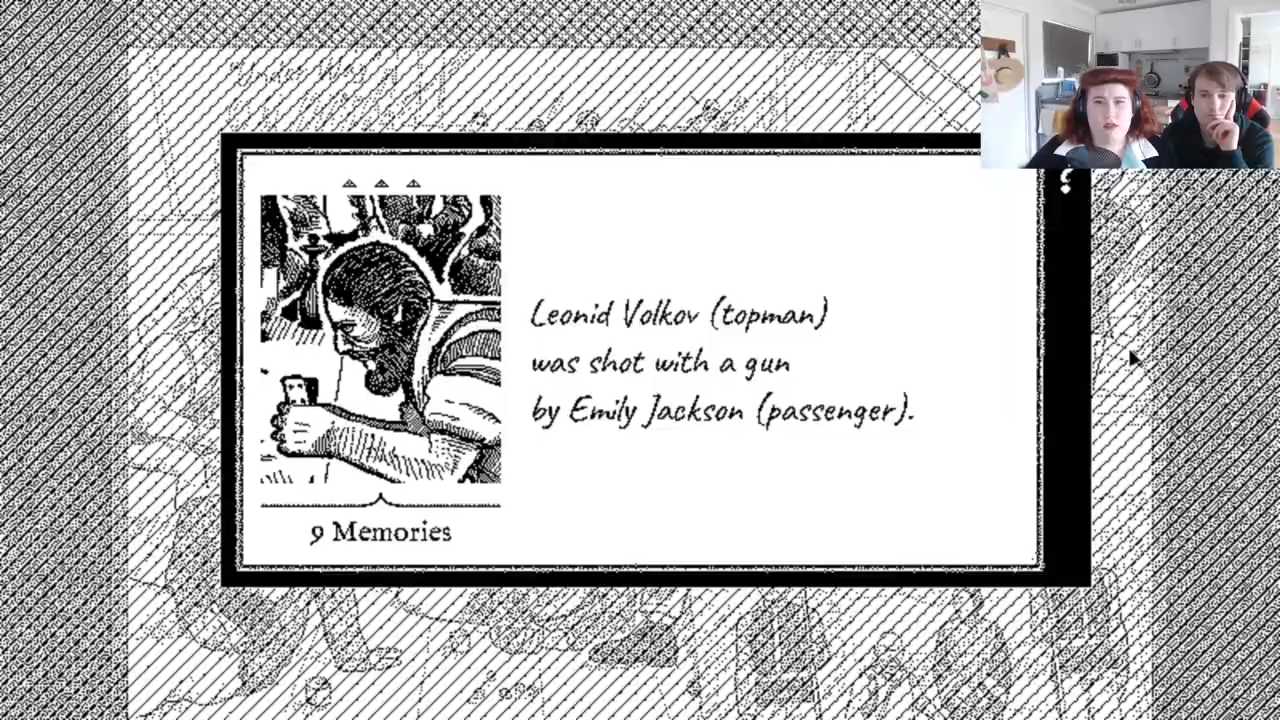 Leonid Volkov (topman)
was shot with a gun
by Emily Jackson (passenger).
9 Memories
?